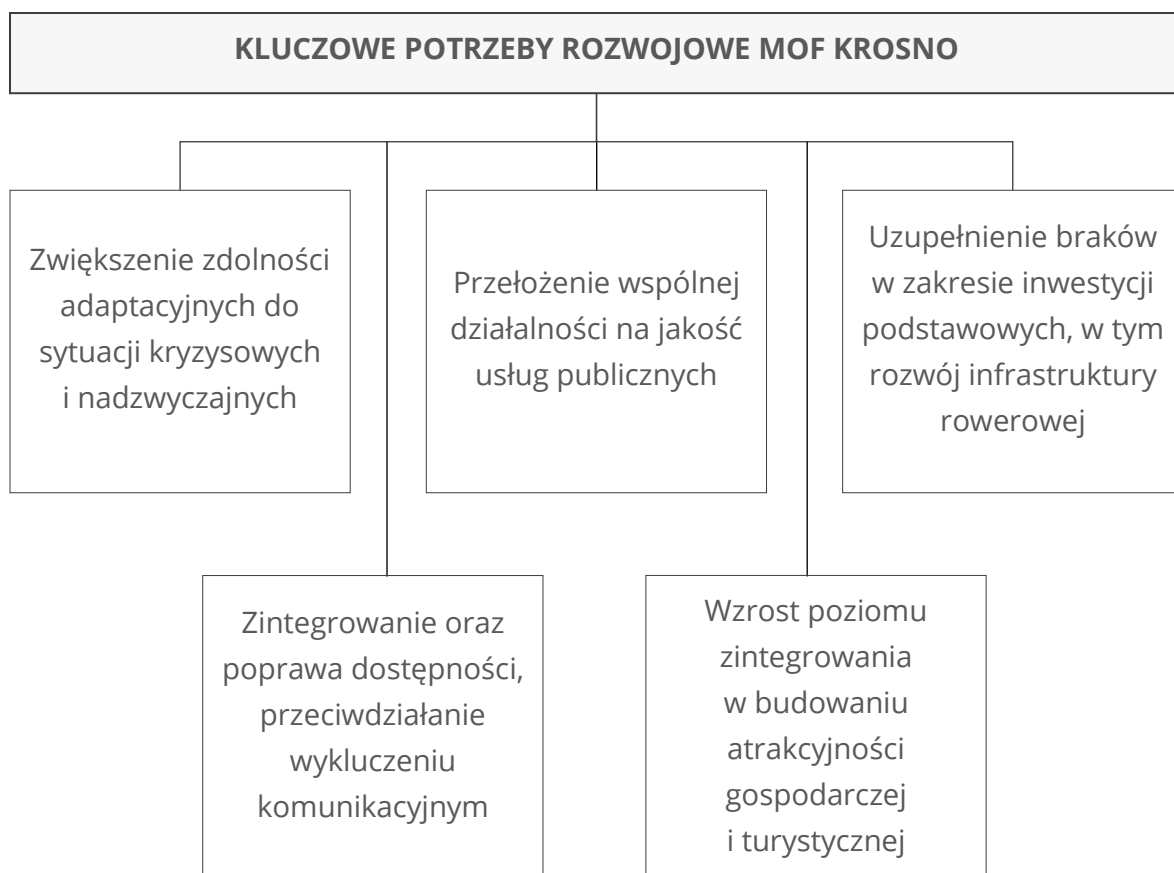 KLUCZOWE POTRZEBY ROZWOJOWE MOF KROSNO
Zwiększenie zdolności
adaptacyjnych do
sytuacji kryzysowych
i nadzwyczajnych
Przełożenie wspólnej
działalności na jakość
usług publicznych
Uzupełnienie braków
w zakresie inwestycji
podstawowych, w tym
rozwój infrastruktury
rowerowej
Zintegrowanie oraz
poprawa dostępności,
przeciwdziałanie
wykluczeniu
komunikacyjnym
Wzrost poziomu
zintegrowania
w budowaniu
atrakcyjności
gospodarczej
i turystycznej